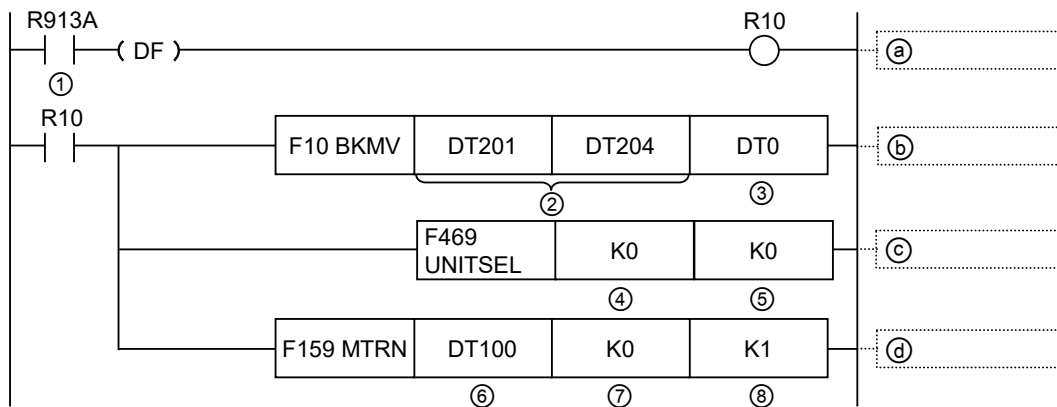 R913A R10
( DF ) ⓐ
①
R10
F10 BKMV DT201 DT204 DT0 ⓑ
② ③
F469
UNITSEL K0 K0 ⓒ
④ ⑤
F159 MTRN DT100 K0 K1 ⓓ
⑥ ⑦ ⑧